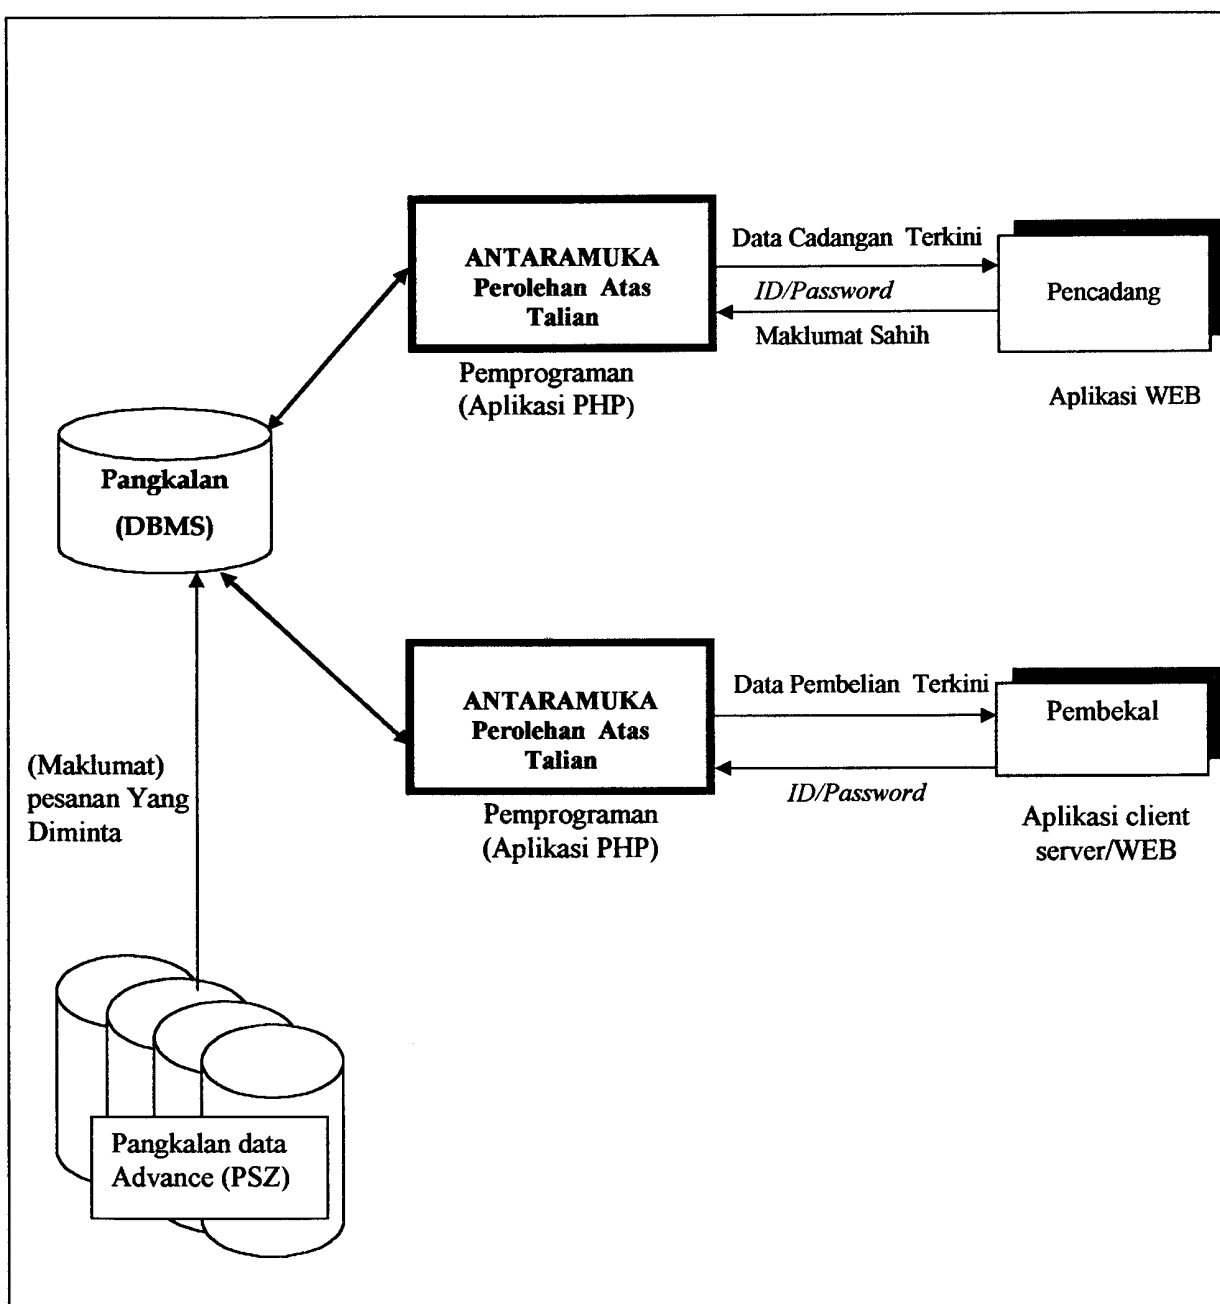 ANTARAMUKA
Perolehan Atas
Talian
Pemprograman
(Aplikasi PHP)
Data Cadangan Terkini
ID/Password
Maklumat Sahih
Pencadang
Aplikasi WEB
Pangkalan
(DBMS)
ANTARAMUKA
Perolehan Atas
Talian
Pemprograman
(Aplikasi PHP)
Data Pembelian Terkini
ID/Password
Pembekal
Aplikasi client
server/WEB
(Maklumat)
pesanan Yang
Diminta
Pangkalan data
Advance (PSZ)